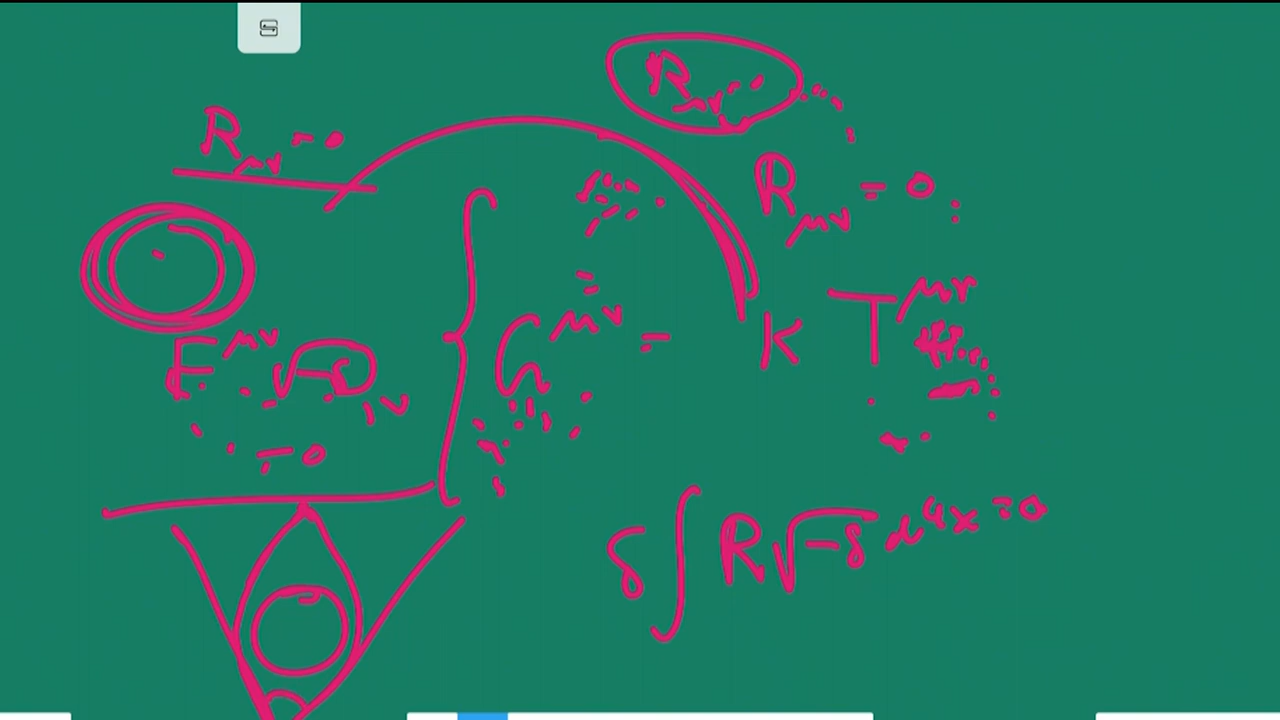 R_μν = 0
R_μν = 0
R_μν = 0
G^μν = K T^μν
F^μν √-g ,ν
= 0
δ ∫ R √-g d⁴x = 0